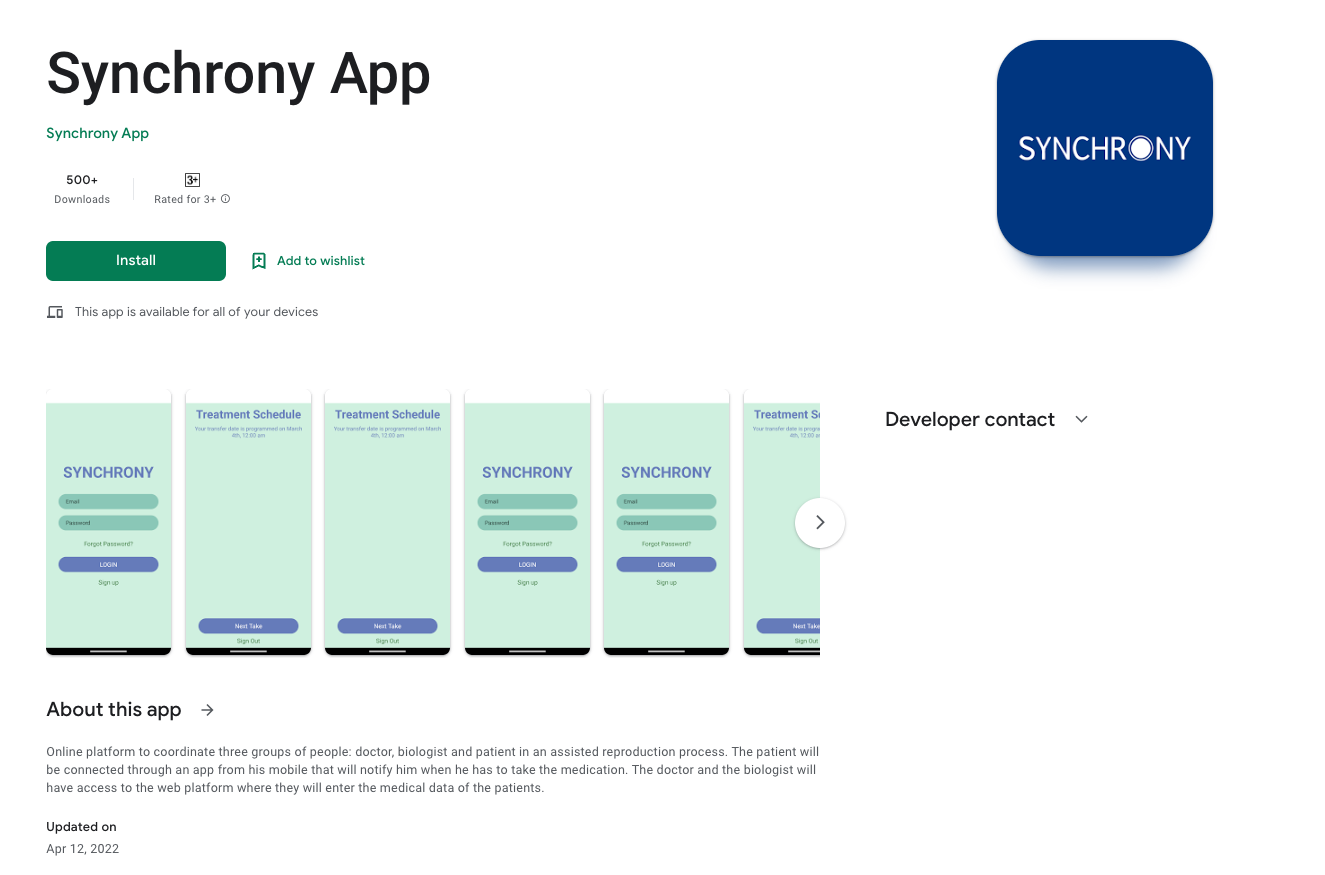 Synchrony App
Synchrony App
500+
Downloads
3+
Rated for 3+
Install
Add to wishlist
This app is available for all of your devices
SYNCHRONY
SYNCHRONY
Email
Password
Forgot Password?
LOGIN
Sign up
Treatment Schedule
Your transfer date is programmed on March
4th, 12:00 am
Next Take
Sign Out
Treatment Schedule
Your transfer date is programmed on March
4th, 12:00 am
Next Take
Sign Out
SYNCHRONY
Email
Password
Forgot Password?
LOGIN
Sign up
SYNCHRONY
Email
Password
Forgot Password?
LOGIN
Sign up
Treatment Sc
Your transfer date is prog
4th, 12:0
Next Take
Sign Out
Developer contact
About this app
Online platform to coordinate three groups of people: doctor, biologist and patient in an assisted reproduction process. The patient will
be connected through an app from his mobile that will notify him when he has to take the medication. The doctor and the biologist will
have access to the web platform where they will enter the medical data of the patients.
Updated on
Apr 12, 2022